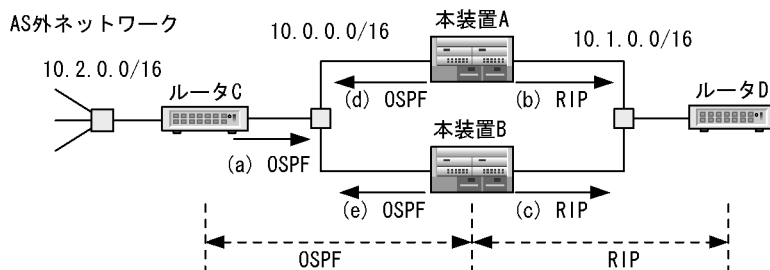 AS外ネットワーク
10.2.0.0/16
ルータC
(a) OSPF
10.0.0.0/16
本装置A
(d) OSPF
(b) RIP
10.1.0.0/16
ルータD
本装置B
(e) OSPF
(c) RIP
OSPF
RIP